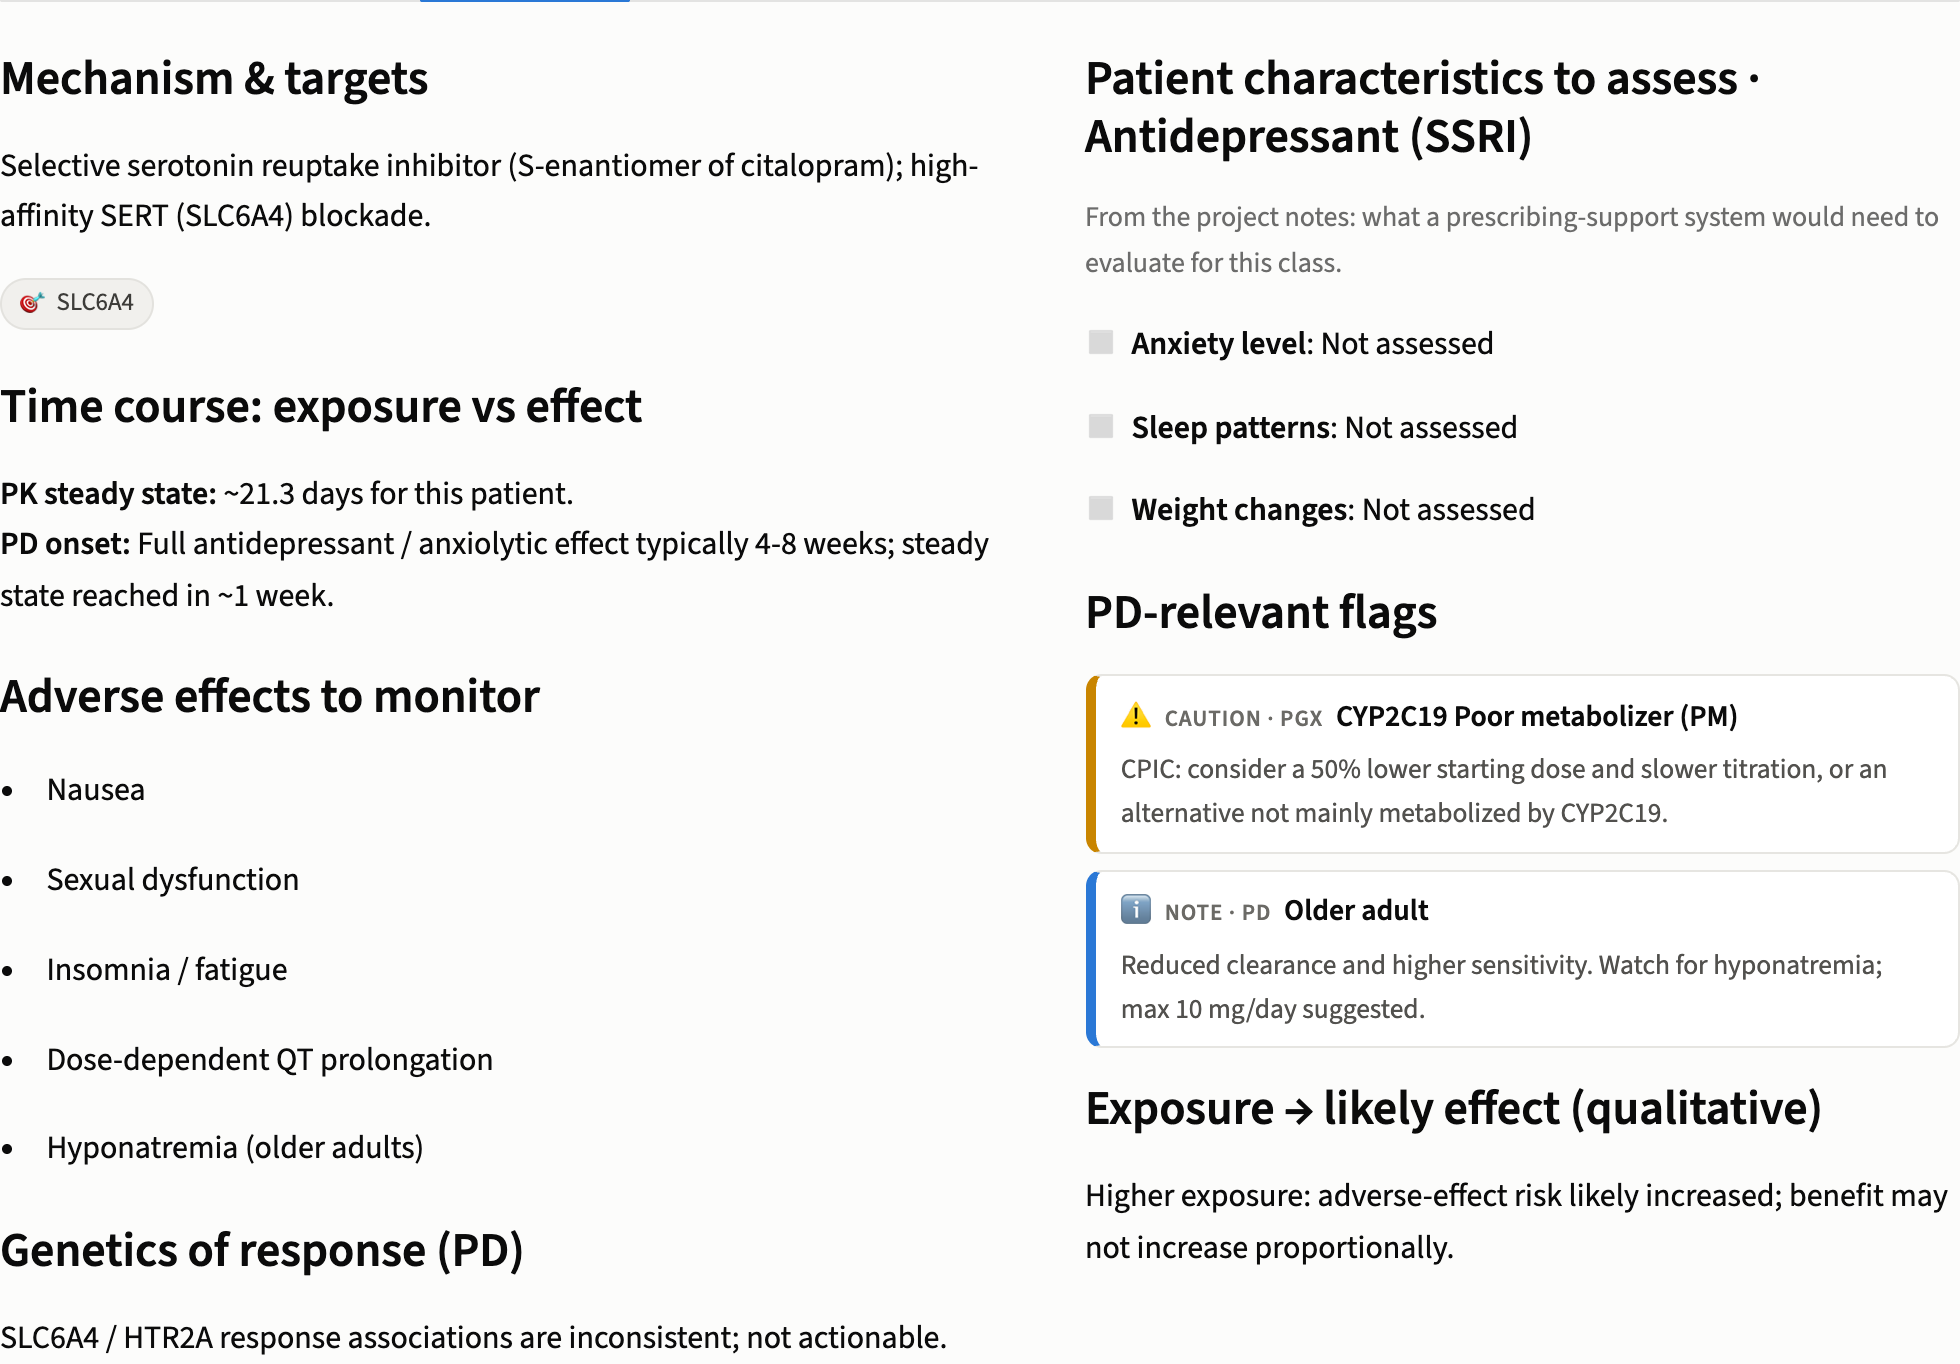 Mechanism & targets
Selective serotonin reuptake inhibitor (S-enantiomer of citalopram); high-
affinity SERT (SLC6A4) blockade.
SLC6A4
Time course: exposure vs effect
PK steady state: ~21.3 days for this patient.
PD onset: Full antidepressant / anxiolytic effect typically 4-8 weeks; steady
state reached in ~1 week.
Adverse effects to monitor
• Nausea
• Sexual dysfunction
• Insomnia / fatigue
• Dose-dependent QT prolongation
• Hyponatremia (older adults)
Genetics of response (PD)
SLC6A4 / HTR2A response associations are inconsistent; not actionable.
Patient characteristics to assess ·
Antidepressant (SSRI)
From the project notes: what a prescribing-support system would need to
evaluate for this class.
Anxiety level: Not assessed
Sleep patterns: Not assessed
Weight changes: Not assessed
PD-relevant flags
CAUTION · PGX CYP2C19 Poor metabolizer (PM)
CPIC: consider a 50% lower starting dose and slower titration, or an
alternative not mainly metabolized by CYP2C19.
NOTE · PD Older adult
Reduced clearance and higher sensitivity. Watch for hyponatremia;
max 10 mg/day suggested.
Exposure → likely effect (qualitative)
Higher exposure: adverse-effect risk likely increased; benefit may
not increase proportionally.